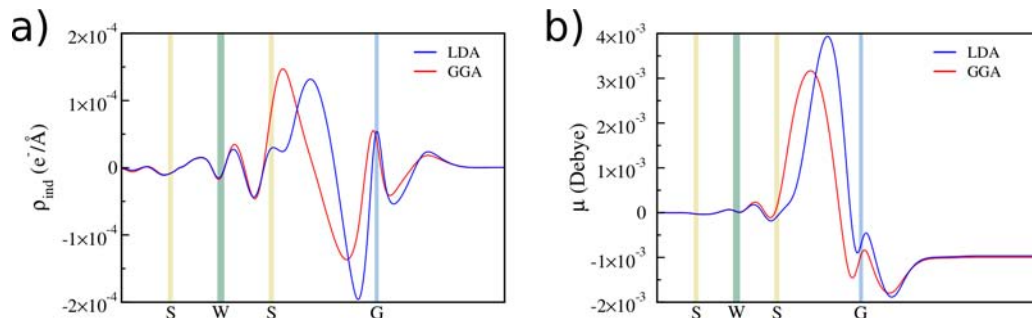 a)
2×10⁻⁴
1×10⁻⁴
0
-1×10⁻⁴
-2×10⁻⁴
ρind (e⁻/Å)
LDA
GGA
S W S G
b)
4×10⁻³
3×10⁻³
2×10⁻³
1×10⁻³
0
-1×10⁻³
-2×10⁻³
μ (Debye)
LDA
GGA
S W S G